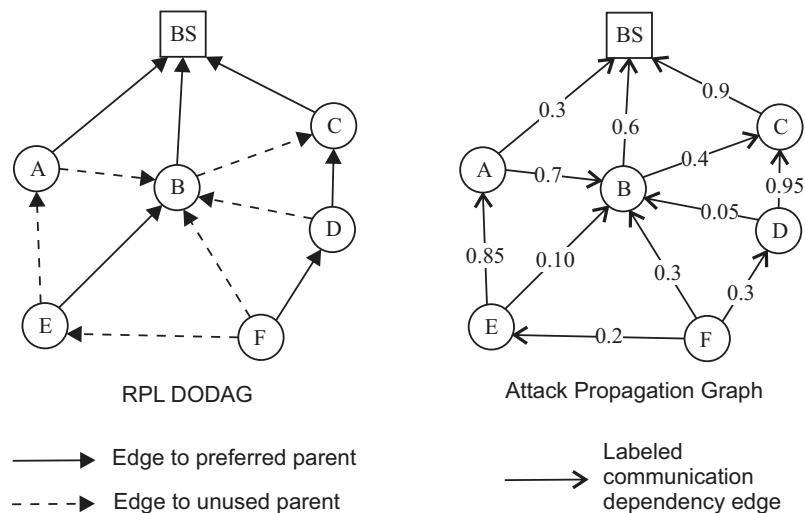 BS
A
B
C
D
E
F
RPL DODAG
Edge to preferred parent
Edge to unused parent
BS
0.3
0.6
0.9
C
A
0.7
B
0.4
0.95
0.05
D
0.85
0.10
0.3
0.3
E
0.2
F
Attack Propagation Graph
Labeled
communication
dependency edge